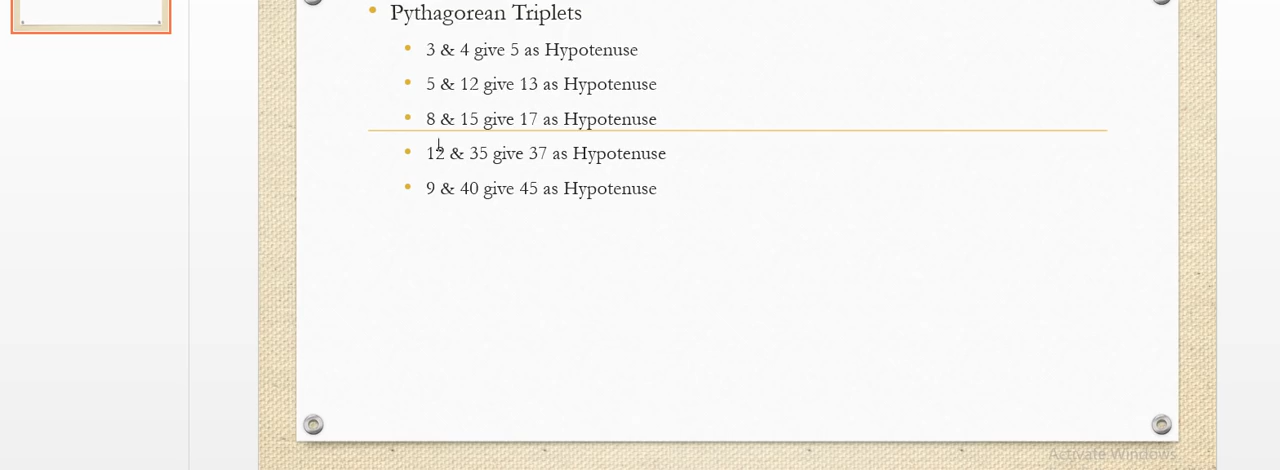 Pythagorean Triplets
3 & 4 give 5 as Hypotenuse
5 & 12 give 13 as Hypotenuse
8 & 15 give 17 as Hypotenuse
12 & 35 give 37 as Hypotenuse
9 & 40 give 45 as Hypotenuse
Activate Windows